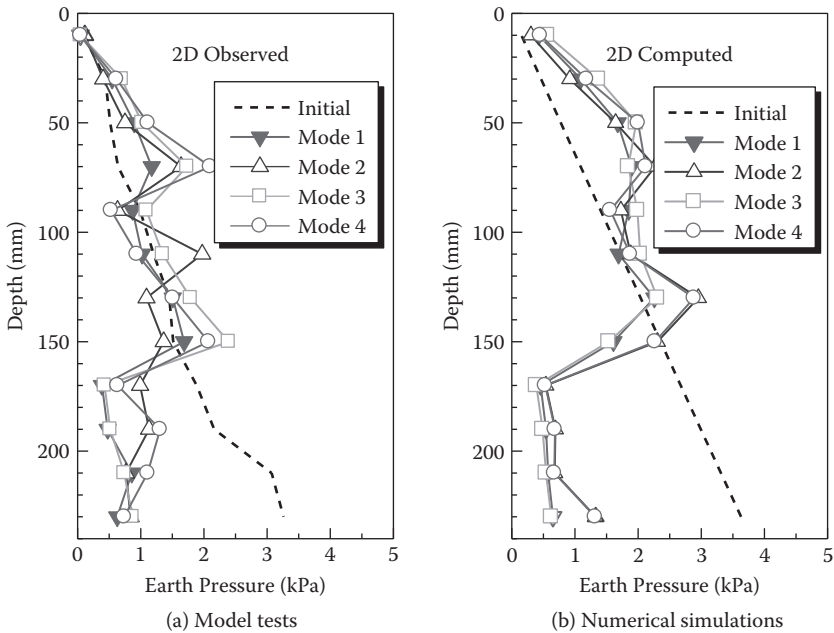 0
50
100
150
200
Depth (mm)
2D Observed
Initial
Mode 1
Mode 2
Mode 3
Mode 4
0 1 2 3 4 5
Earth Pressure (kPa)
(a) Model tests
0
50
100
150
200
Depth (mm)
2D Computed
Initial
Mode 1
Mode 2
Mode 3
Mode 4
0 1 2 3 4 5
Earth Pressure (kPa)
(b) Numerical simulations